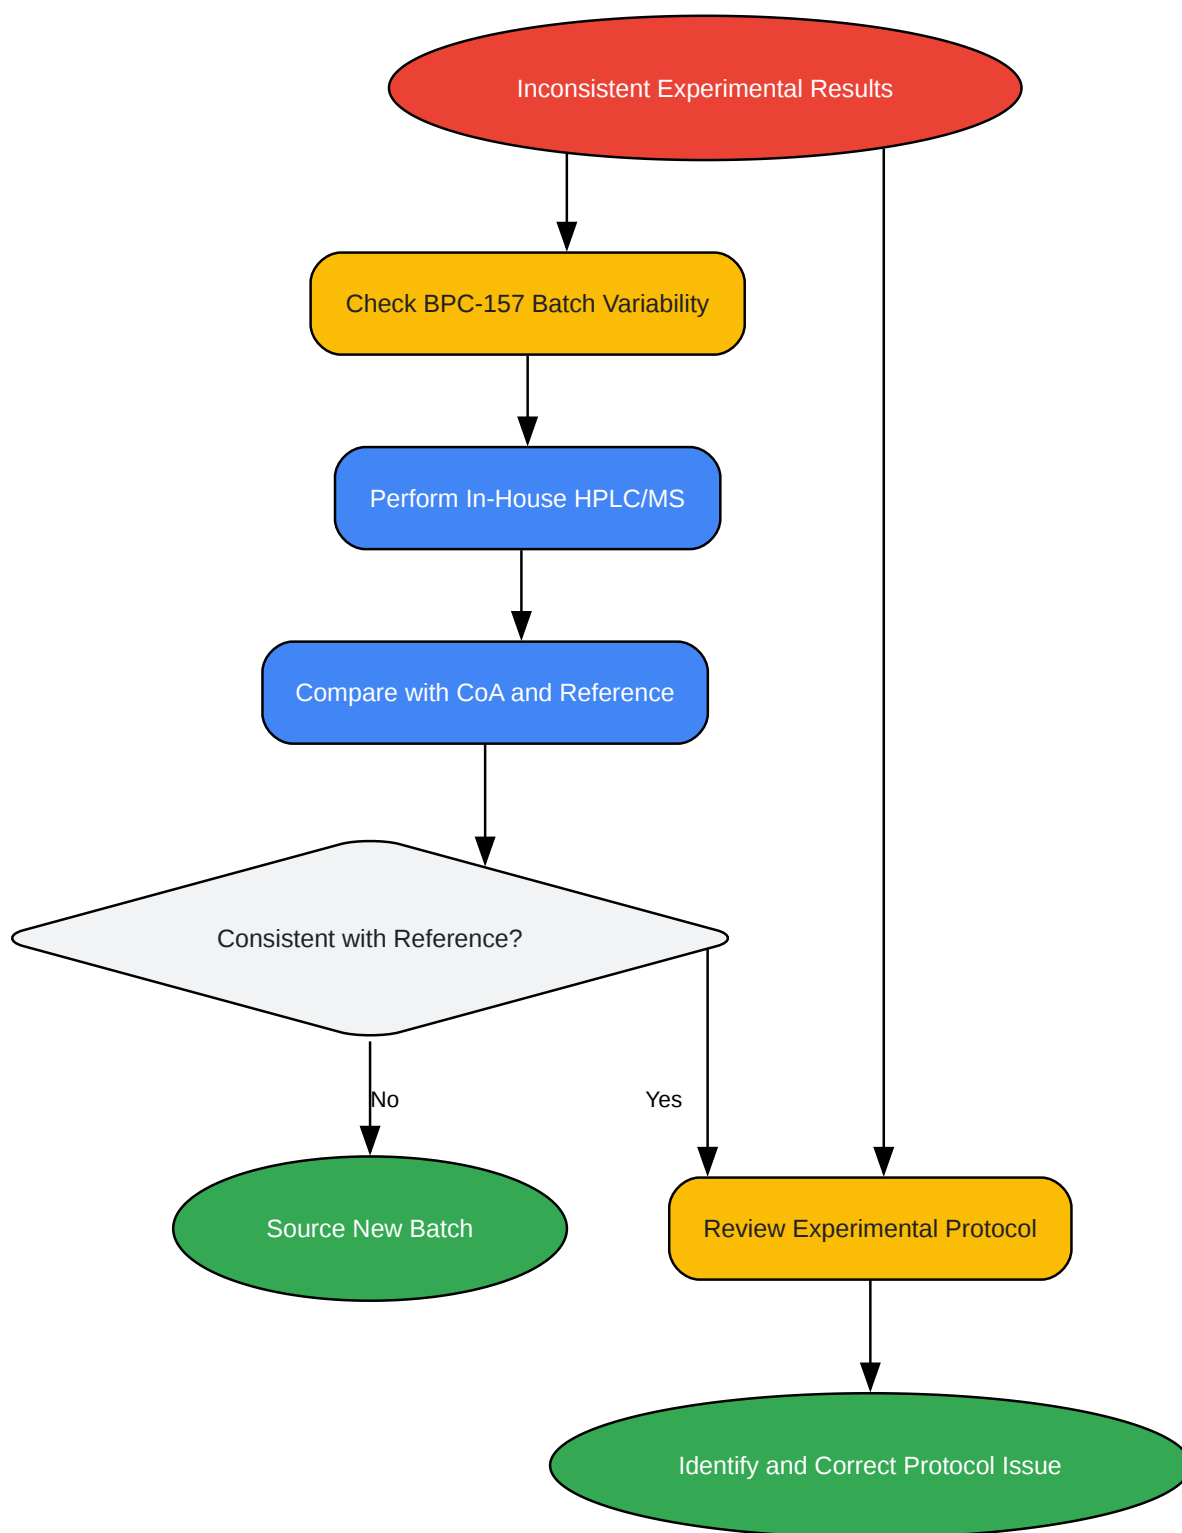 Inconsistent Experimental Results
Check BPC-157 Batch Variability
Perform In-House HPLC/MS
Compare with CoA and Reference
Consistent with Reference?
No
Yes
Source New Batch
Review Experimental Protocol
Identify and Correct Protocol Issue